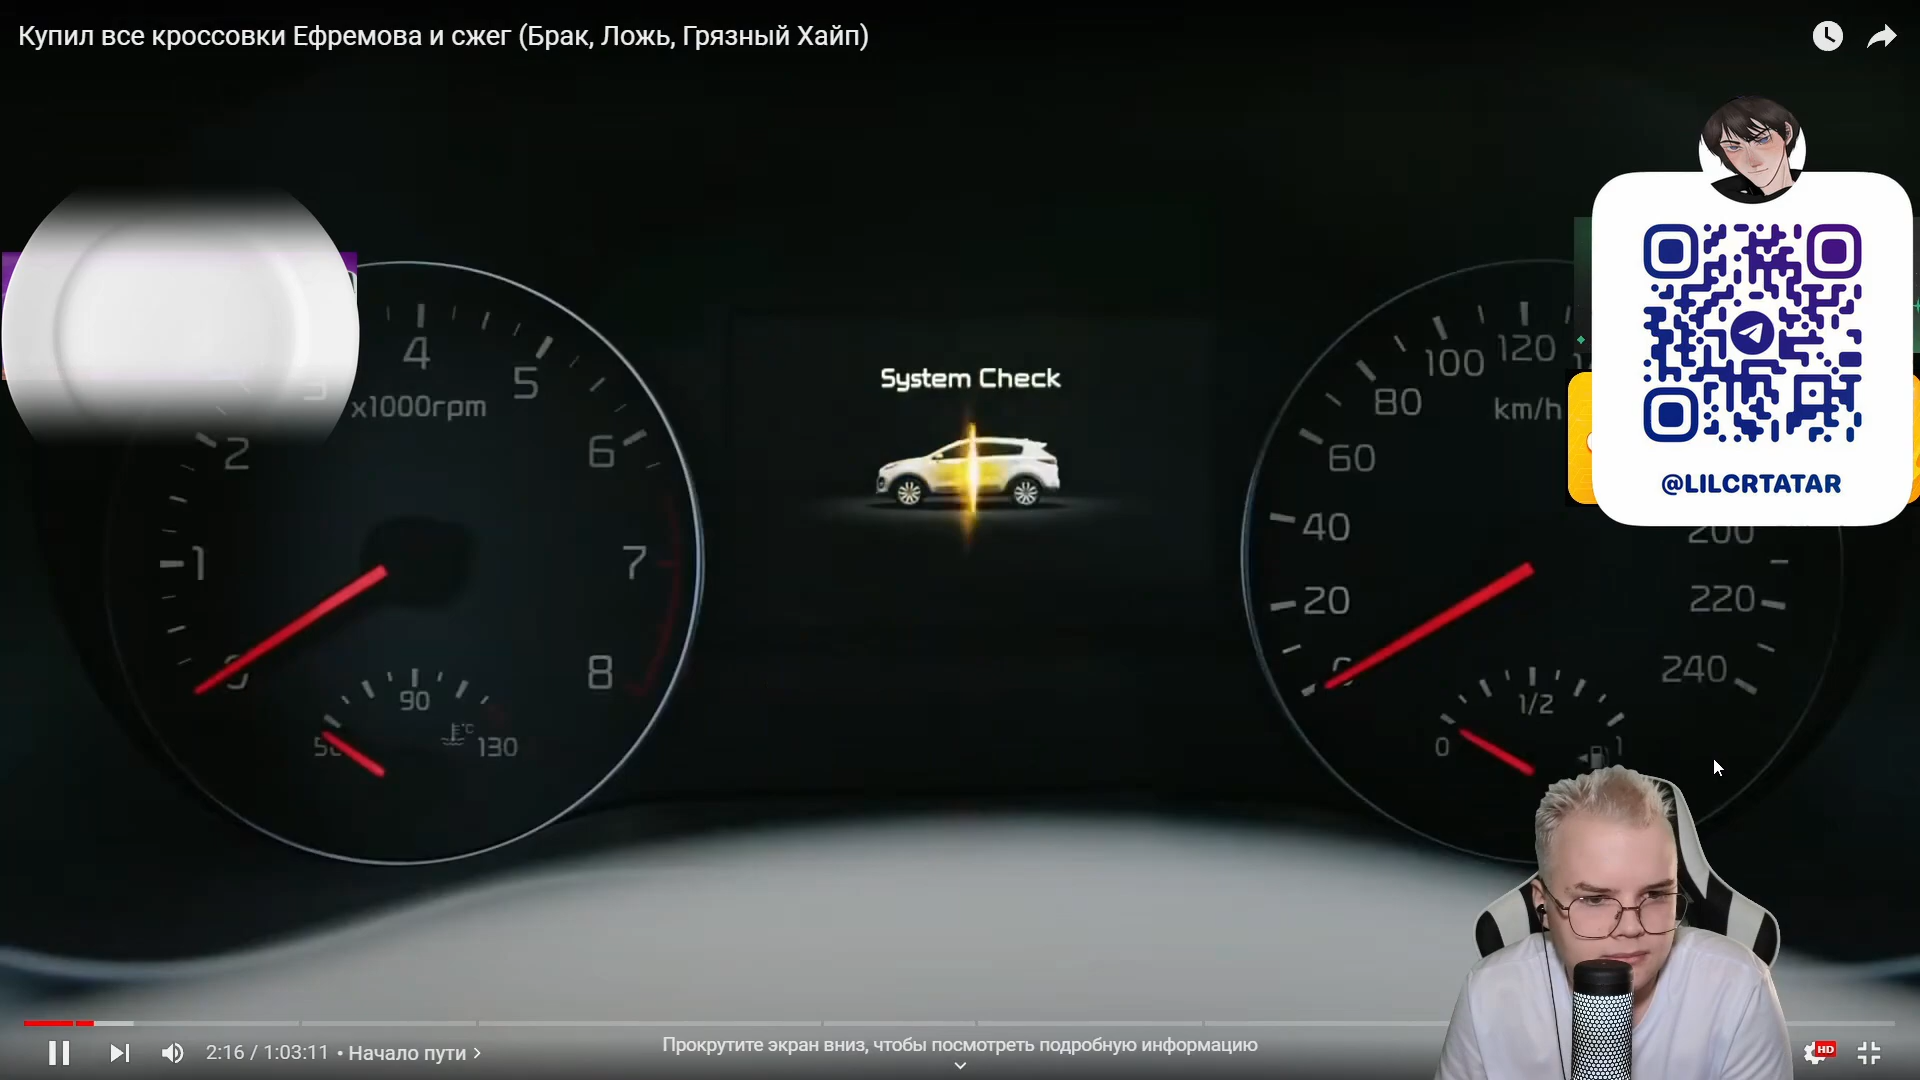 Купил все кроссовки Ефремова и сжег (Брак, Ложь, Грязный Хайп)
4
5
x1000rpm
2
6
1
7
8
90
130
System Check
100
120
80
km/h
60
40
20
200
220
240
1/2
0
1
@LILCRTATAR
2:16 / 1:03:11 • Начало пути
Прокрутите экран вниз, чтобы посмотреть подробную информацию
HD